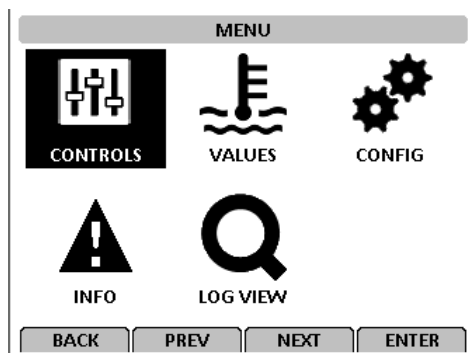 MENU
CONTROLS VALUES CONFIG
INFO LOG VIEW
BACK PREV NEXT ENTER